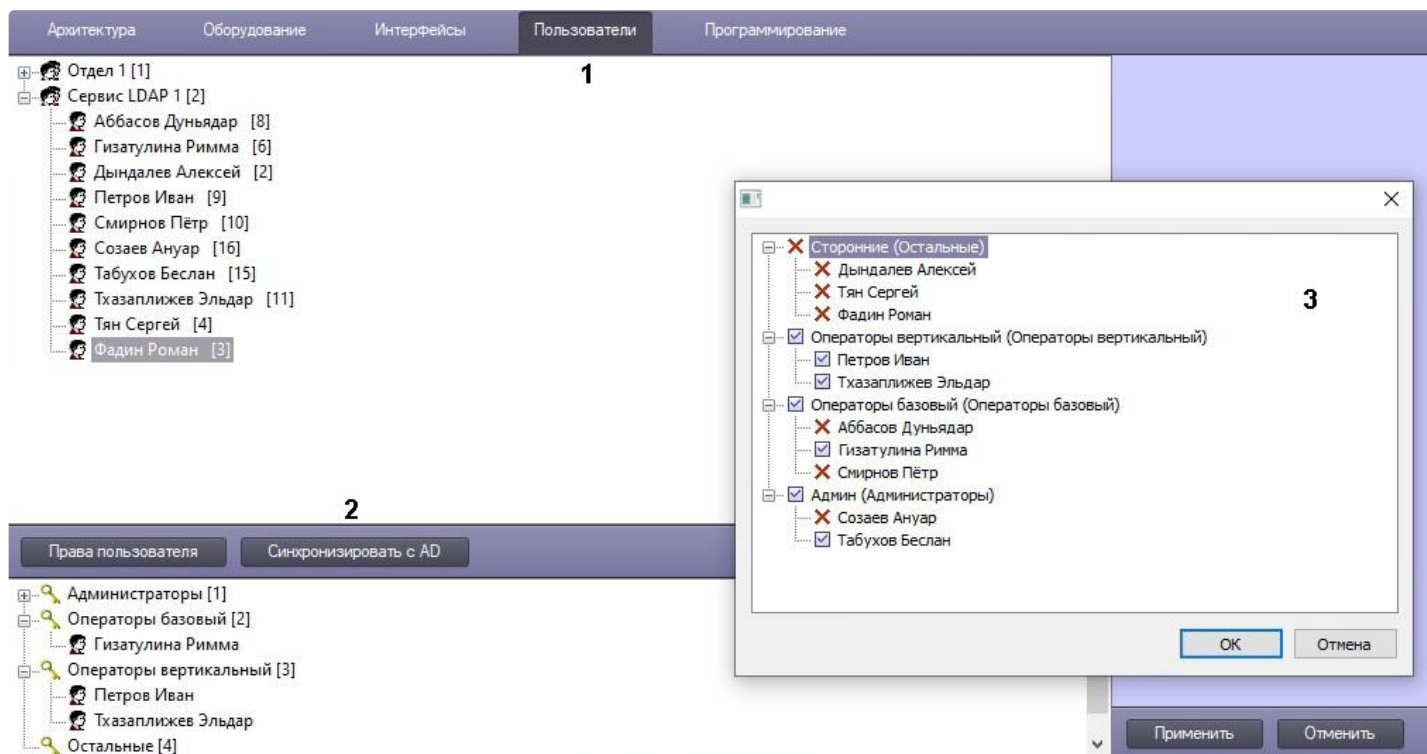 Архитектура Оборудование Интерфейсы Пользователи Программирование
1
Отдел 1 [1]
Сервис LDAP 1 [2]
Аббасов Дуньядар [8]
Гизатулина Римма [6]
Дындалев Алексей [2]
Петров Иван [9]
Смирнов Пётр [10]
Созаев Ануар [16]
Табухов Беслан [15]
Тхазаплижев Эльдар [11]
Тян Сергей [4]
Фадин Роман [3]
2
Права пользователя Синхронизировать с AD
Администраторы [1]
Операторы базовый [2]
Гизатулина Римма
Операторы вертикальный [3]
Петров Иван
Тхазаплижев Эльдар
Остальные [4]
3
Сторонние (Остальные)
Дындалев Алексей
Тян Сергей
Фадин Роман
Операторы вертикальный (Операторы вертикальный)
Петров Иван
Тхазаплижев Эльдар
Операторы базовый (Операторы базовый)
Аббасов Дуньядар
Гизатулина Римма
Смирнов Пётр
Админ (Администраторы)
Созаев Ануар
Табухов Беслан
OK Отмена
Применить Отменить